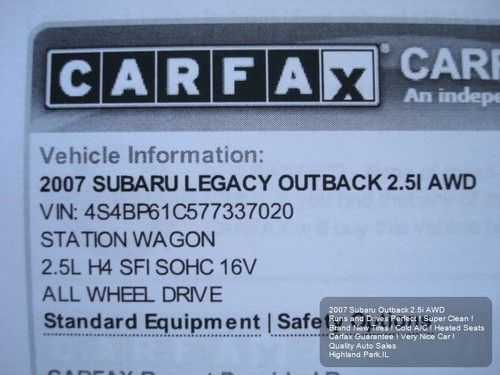 CARFAX
An indepe
Vehicle Information:
2007 SUBARU LEGACY OUTBACK 2.5I AWD
VIN: 4S4BP61C577337020
STATION WAGON
2.5L H4 SFI SOHC 16V
ALL WHEEL DRIVE
Standard Equipment | Safety Options
2007 Subaru Outback 2.5i AWD
Runs and Drives Perfect ! Super Clean !
Brand New Tires ! Cold A/C ! Heated Seats
Carfax Guarantee ! Very Nice Car !
Quality Auto Sales
Highland Park,IL